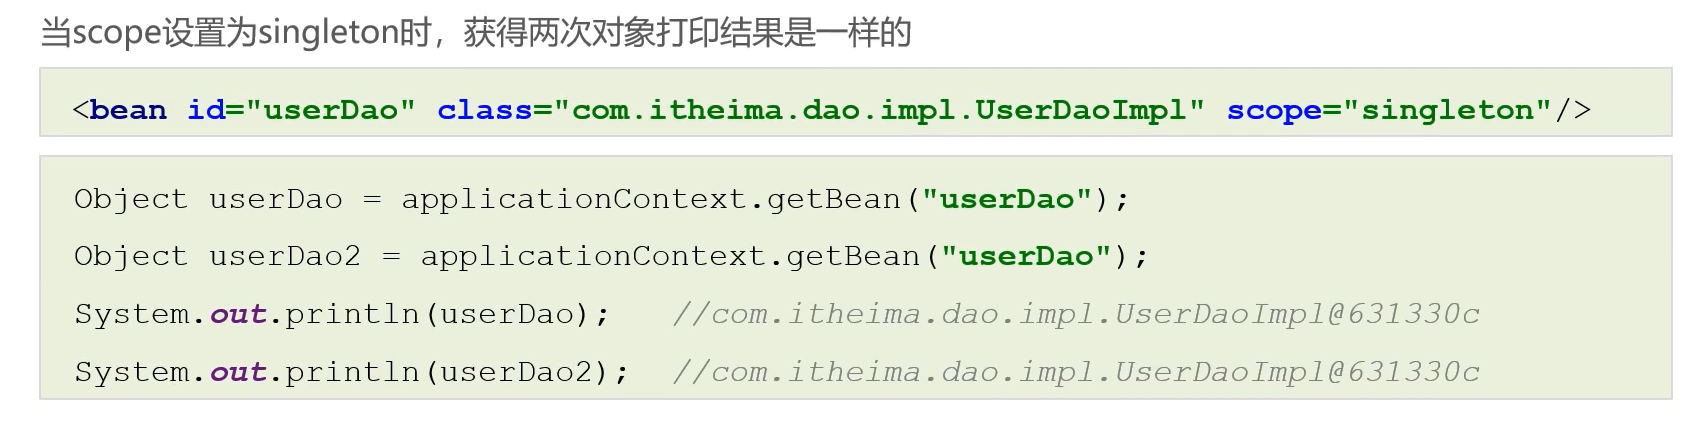 当scope设置为singleton时，获得两次对象打印结果是一样的
<bean id="userDao" class="com.itheima.dao.impl.UserDaoImpl" scope="singleton"/>
Object userDao = applicationContext.getBean("userDao");
Object userDao2 = applicationContext.getBean("userDao");
System.out.println(userDao);   //com.itheima.dao.impl.UserDaoImpl@631330c
System.out.println(userDao2);  //com.itheima.dao.impl.UserDaoImpl@631330c